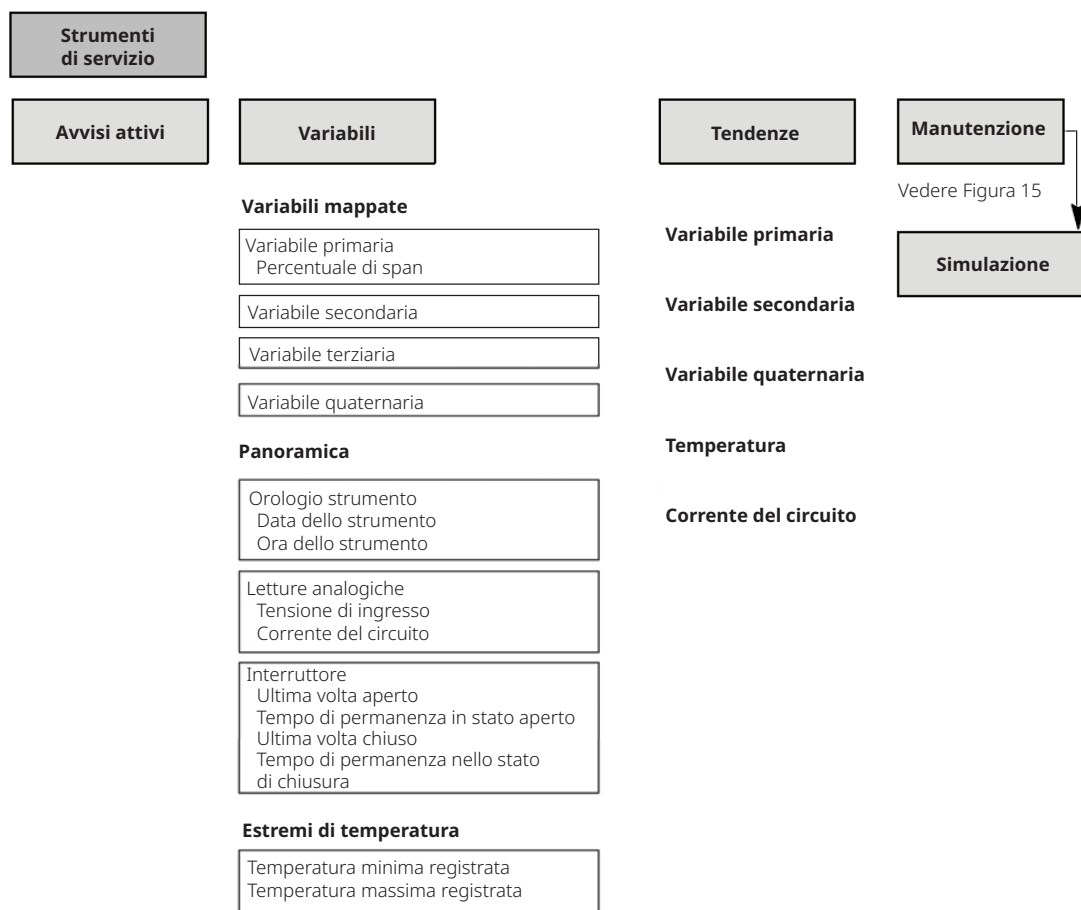 Strumenti
di servizio
Avvisi attivi
Variabili
Tendenze
Manutenzione
Vedere Figura 15
Simulazione
Variabili mappate
Variabile primaria
Percentuale di span
Variabile secondaria
Variabile terziaria
Variabile quaternaria
Panoramica
Orologio strumento
Data dello strumento
Ora dello strumento
Letture analogiche
Tensione di ingresso
Corrente del circuito
Interruttore
Ultima volta aperto
Tempo di permanenza in stato aperto
Ultima volta chiuso
Tempo di permanenza nello stato
di chiusura
Estremi di temperatura
Temperatura minima registrata
Temperatura massima registrata
Variabile primaria
Variabile secondaria
Variabile quaternaria
Temperatura
Corrente del circuito